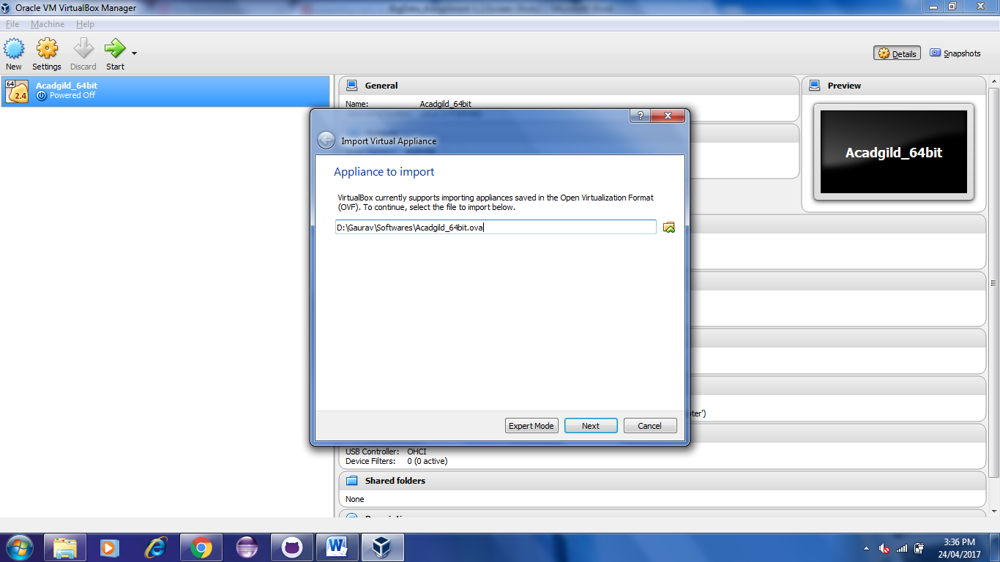 Oracle VM VirtualBox Manager
File Machine Help
New Settings Discard Start
Details Snapshots
64
2.4
Acadgild_64bit
Powered Off
General
Name: Acadgild_64bit
Preview
Acadgild_64bit
?
Import Virtual Appliance
Appliance to import
VirtualBox currently supports importing appliances saved in the Open Virtualization Format
(OVF). To continue, select the file to import below.
D:\Gaurav\Softwares\Acadgild_64bit.ova
Expert Mode Next Cancel
ter')
USB Controller: OHCI
Device Filters: 0 (0 active)
Shared folders
None
3:36 PM
24/04/2017